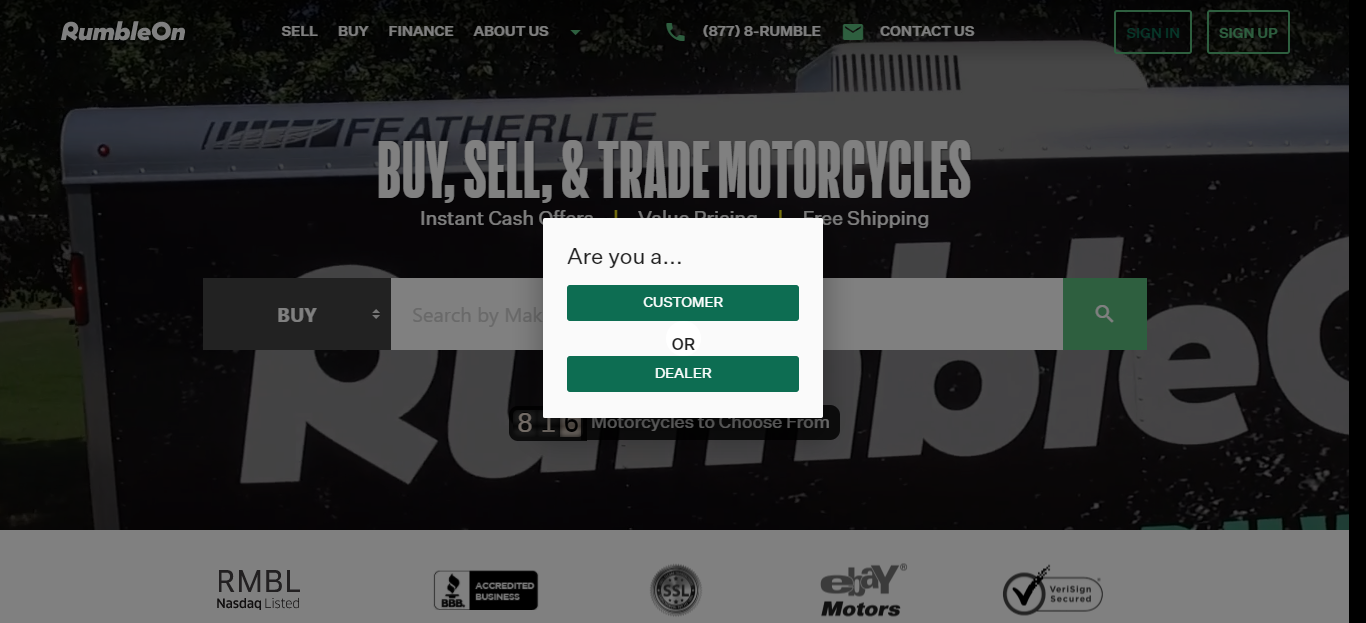 RumbleOn
SELL BUY FINANCE ABOUT US (877) 8-RUMBLE CONTACT US SIGN IN SIGN UP
FEATHERLITE
BUY, SELL, & TRADE MOTORCYCLES
Instant Cash Offers | Value Pricing | Free Shipping
Are you a...
CUSTOMER
BUY Search by Mak
OR
DEALER
RumbleO
816 Motorcycles to Choose From
RMBL
Nasdaq Listed
BBB. ACCREDITED
BUSINESS
SSL
ebay®
Motors
VeriSign
Secured